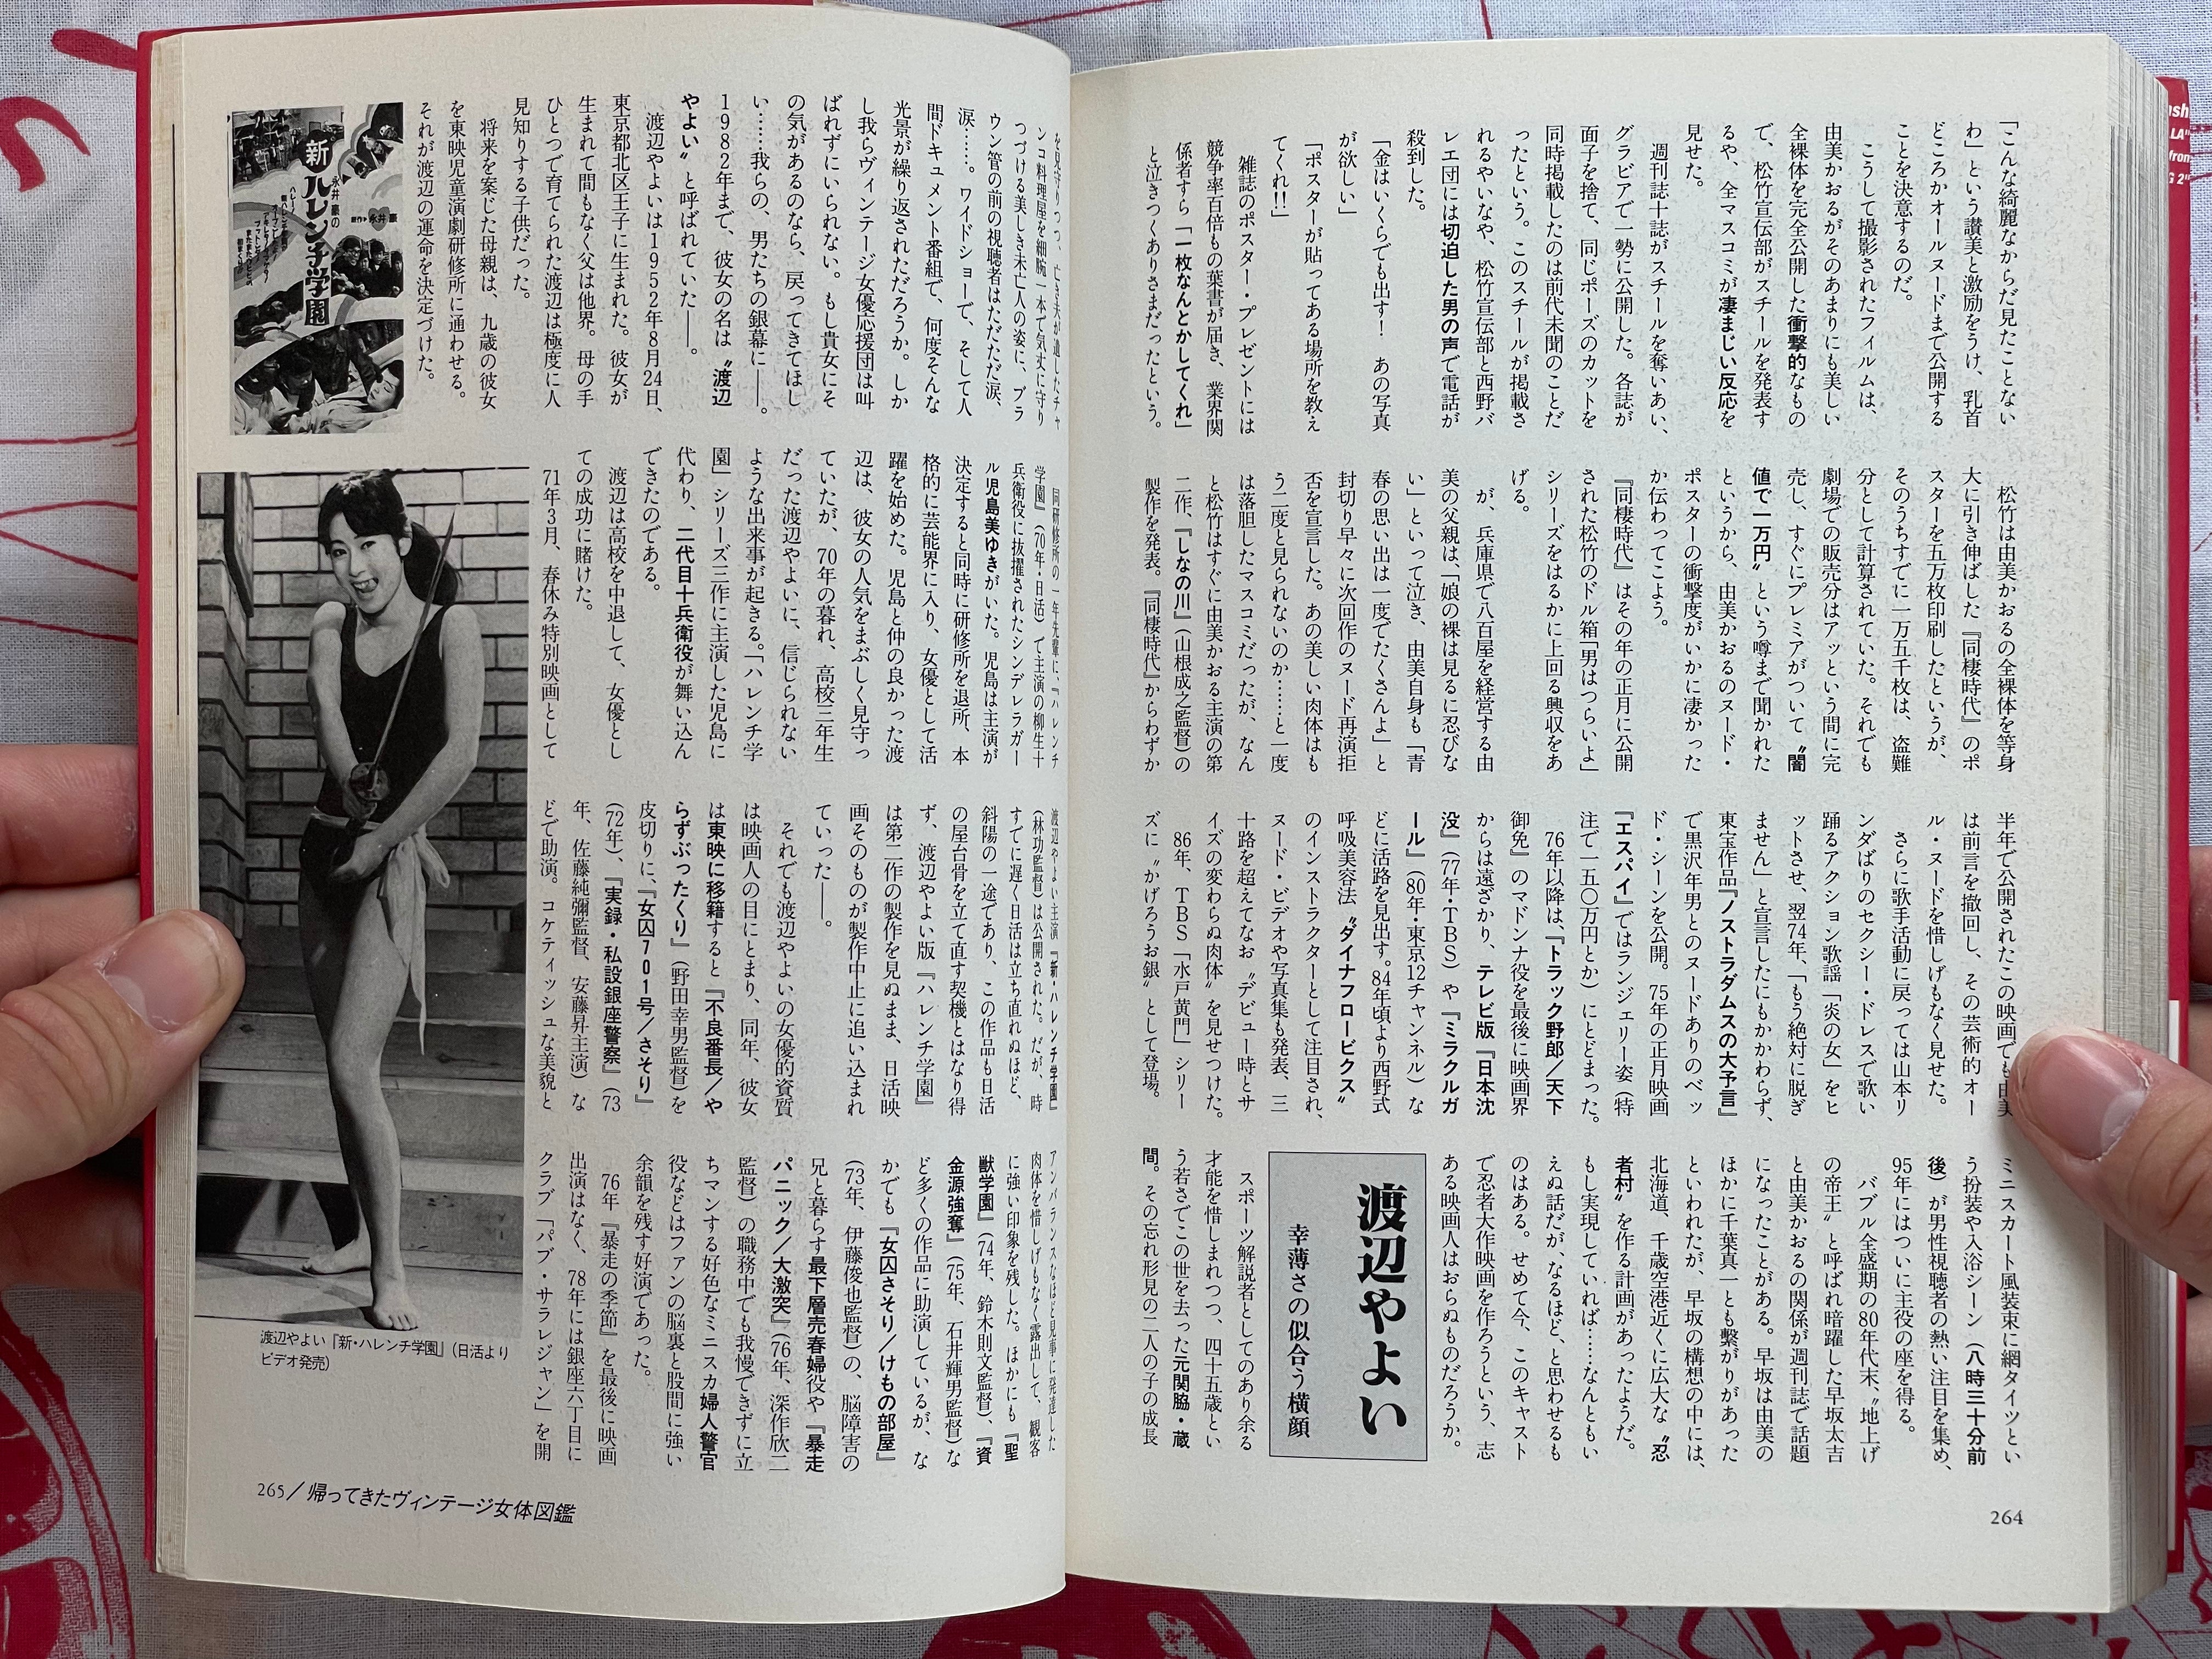 「こんな綺麗なからだ見たことない
わ」という讃美と激励をうけ、乳首
どころかオールヌードまで公開する
ことを決意するのだ。
こうして撮影されたフィルムは、
由美かおるがそのあまりにも美しい
全裸体を完全公開した衝撃的なもの
で、松竹宣伝部がスチールを発表す
るや、全マスコミが凄まじい反応を
見せた。
週刊誌十誌がスチールを奪いあい、
グラビアで一勢に公開した。各誌が
面子を捨て、同じポーズのカットを
同時掲載したのは前代未聞のことだ
ったという。このスチールが掲載さ
れるやいなや、松竹宣伝部と西野バ
レエ団には切迫した男の声で電話が
殺到した。
「金はいくらでも出す！　あの写真
が欲しい」
「ポスターが貼ってある場所を教え
てくれ!!」
雑誌のポスター・プレゼントには
競争率百倍もの葉書が届き、業界関
係者すら「一枚なんとかしてくれ」
と泣きつくありさまだったという。
松竹は由美かおるの全裸体を等身
大に引き伸ばした『同棲時代』のポ
スターを五万枚印刷したというが、
そのうちすでに一万五千枚は、盗難
分として計算されていた。それでも
劇場での販売分はアッという間に完
売し、すぐにプレミアがついて〝闇
値で一万円〟という噂まで聞かれた
というから、由美かおるのヌード・
ポスターの衝撃度がいかに凄かった
か伝わってこよう。
『同棲時代』はその年の正月に公開
された松竹のドル箱「男はつらいよ」
シリーズをはるかに上回る興収をあ
げる。
が、兵庫県で八百屋を経営する由
美の父親は、「娘の裸は見るに忍びな
い」といって泣き、由美自身も「青
春の思い出は一度でたくさんよ」と
封切り早々に次回作のヌード再演拒
否を宣言した。あの美しい肉体はも
う二度と見られないのか……と一度
は落胆したマスコミだったが、なん
と松竹はすぐに由美かおる主演の第
二作、『しなの川』（山根成之監督）の
製作を発表。『同棲時代』からわずか
半年で公開されたこの映画でも由美
は前言を撤回し、その芸術的オー
ル・ヌードを惜しげもなく見せた。
さらに歌手活動に戻っては山本リ
ンダばりのセクシー・ドレスで歌い
踊るアクション歌謡「炎の女」をヒ
ットさせ、翌74年、「もう絶対に脱ぎ
ません」と宣言したにもかかわらず、
東宝作品『ノストラダムスの大予言』
で黒沢年男とのヌードありのベッ
ド・シーンを公開。75年の正月映画
『エスパイ』ではランジェリー姿（特
注で一五〇万円とか）にとどまった。
76年以降は、『トラック野郎／天下
御免』のマドンナ役を最後に映画界
からは遠ざかり、テレビ版『日本沈
没』（77年・TBS）や『ミラクルガ
ール』（80年・東京12チャンネル）な
どに活路を見出す。84年頃より西野式
呼吸美容法〝ダイナフロービクス〟
のインストラクターとして注目され、
ヌード・ビデオや写真集も発表、三
十路を超えてなお〝デビュー時とサ
イズの変わらぬ肉体〟を見せつけた。
86年、TBS「水戸黄門」シリー
ズに〝かげろうお銀〟として登場。
ミニスカート風装束に網タイツとい
う扮装や入浴シーン（八時三十分前
後）が男性視聴者の熱い注目を集め、
95年にはついに主役の座を得る。
バブル全盛期の80年代末、〝地上げ
の帝王〟と呼ばれ暗躍した早坂太吉
と由美かおるの関係が週刊誌で話題
になったことがある。早坂は由美の
ほかに千葉真一とも繋がりがあった
といわれたが、早坂の構想の中には、
北海道、千歳空港近くに広大な〝忍
者村〟を作る計画があったようだ。
もし実現していれば……なんともい
えぬ話だが、なるほど、と思わせるも
のはある。せめて今、このキャスト
で忍者大作映画を作ろうという、志
ある映画人はおらぬものだろうか。
渡辺やよい
幸薄さの似合う横顔
スポーツ解説者としてのあり余る
才能を惜しまれつつ、四十五歳とい
う若さでこの世を去った元関脇・蔵
間。その忘れ形見の二人の子の成長
264
を見守りつつ、亡き夫が遺したチャ
ンコ料理屋を細腕一本で気丈に守り
つづける美しき未亡人の姿に、ブラ
ウン管の前の視聴者はただただ涙、
涙……。ワイドショーで、そして人
間ドキュメント番組で、何度そんな
光景が繰り返されただろうか。しか
し我らヴィンテージ女優応援団は叫
ばれずにいられない。もし貴女にそ
の気があるのなら、戻ってきてほし
い……我らの、男たちの銀幕に——。
1982年まで、彼女の名は〝渡辺
やよい〟と呼ばれていた——。
渡辺やよいは1952年8月24日、
東京都北区王子に生まれた。彼女が
生まれて間もなく父は他界。母の手
ひとつで育てられた渡辺は極度に人
見知りする子供だった。
将来を案じた母親は、九歳の彼女
を東映児童演劇研修所に通わせる。
それが渡辺の運命を決定づけた。
永井豪の
新ハレンチ学園
原作・永井豪
同研修所の一年先輩に、『ハレンチ
学園』（70年・日活）で主演の柳生十
兵衛役に抜擢されたシンデレラガー
ル児島美ゆきがいた。児島は主演が
決定すると同時に研修所を退所、本
格的に芸能界に入り、女優として活
躍を始めた。児島と仲の良かった渡
辺は、彼女の人気をまぶしく見守っ
ていたが、70年の暮れ、高校三年生
だった渡辺やよいに、信じられない
ような出来事が起きる。「ハレンチ学
園」シリーズ三作に主演した児島に
代わり、二代目十兵衛役が舞い込ん
できたのである。
渡辺は高校を中退して、女優とし
ての成功に賭けた。
71年3月、春休み特別映画として
渡辺やよい主演『新・ハレンチ学園』
（林功監督）は公開された。だが、時
すでに遅く日活は立ち直れぬほど、
斜陽の一途であり、この作品も日活
の屋台骨を立て直す契機とはなり得
ず、渡辺やよい版『ハレンチ学園』
は第二作の製作を見ぬまま、日活映
画そのものが製作中止に追い込まれ
ていった——。
それでも渡辺やよいの女優的資質
は映画人の目にとまり、同年、彼女
は東映に移籍すると『不良番長／や
らずぶったくり』（野田幸男監督）を
皮切りに、『女囚701号／さそり』
（72年）、『実録・私設銀座警察』（73
年、佐藤純彌監督、安藤昇主演）な
どで助演。コケティッシュな美貌と
アンバランスなほど見事に発達した
肉体を惜しげもなく露出して、観客
に強い印象を残した。ほかにも『聖
獣学園』（74年、鈴木則文監督）、『資
金源強奪』（75年、石井輝男監督）な
ど多くの作品に助演しているが、な
かでも『女囚さそり／けもの部屋』
（73年、伊藤俊也監督）の、脳障害の
兄と暮らす最下層売春婦役や『暴走
パニック／大激突』（76年、深作欣二
監督）の職務中でも我慢できずに立
ちマンする好色なミニスカ婦人警官
役などはファンの脳裏と股間に強い
余韻を残す好演であった。
76年『暴走の季節』を最後に映画
出演はなく、78年には銀座六丁目に
クラブ「パブ・サラレジャン」を開
渡辺やよい『新・ハレンチ学園』（日活より
ビデオ発売）
265／帰ってきたヴィンテージ女体図鑑